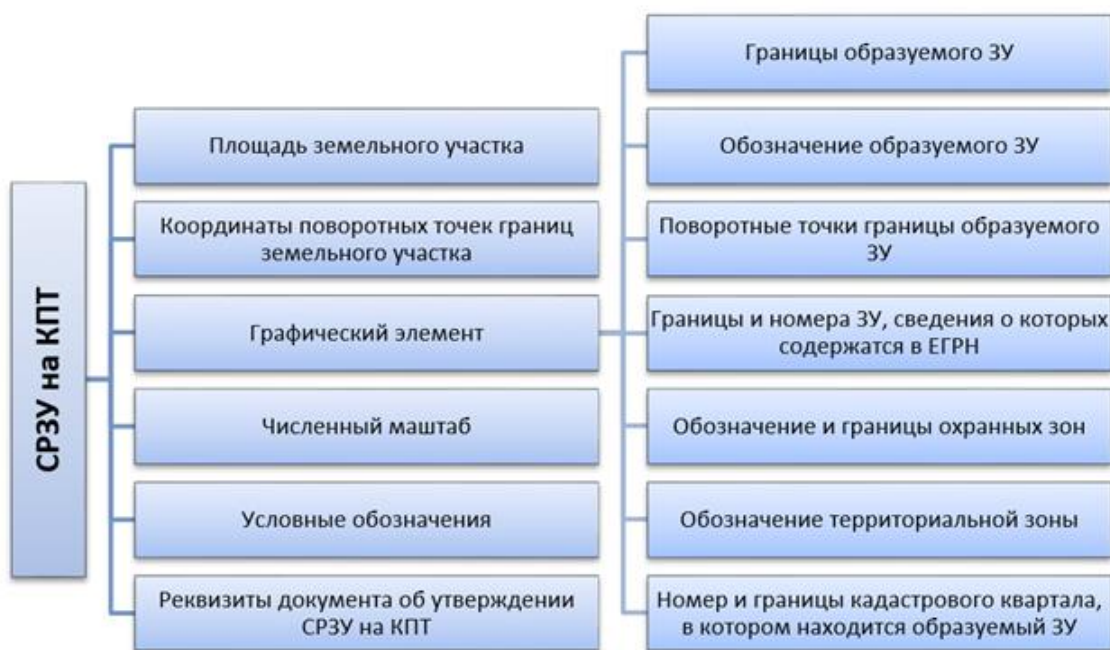 СРЗУ на КПТ
Площадь земельного участка
Координаты поворотных точек границ
земельного участка
Графический элемент
Численный маштаб
Условные обозначения
Реквизиты документа об утверждении
СРЗУ на КПТ
Границы образуемого ЗУ
Обозначение образуемого ЗУ
Поворотные точки границы образуемого
ЗУ
Границы и номера ЗУ, сведения о которых
содержатся в ЕГРН
Обозначение и границы охранных зон
Обозначение территориальной зоны
Номер и границы кадастрового квартала,
в котором находится образуемый ЗУ